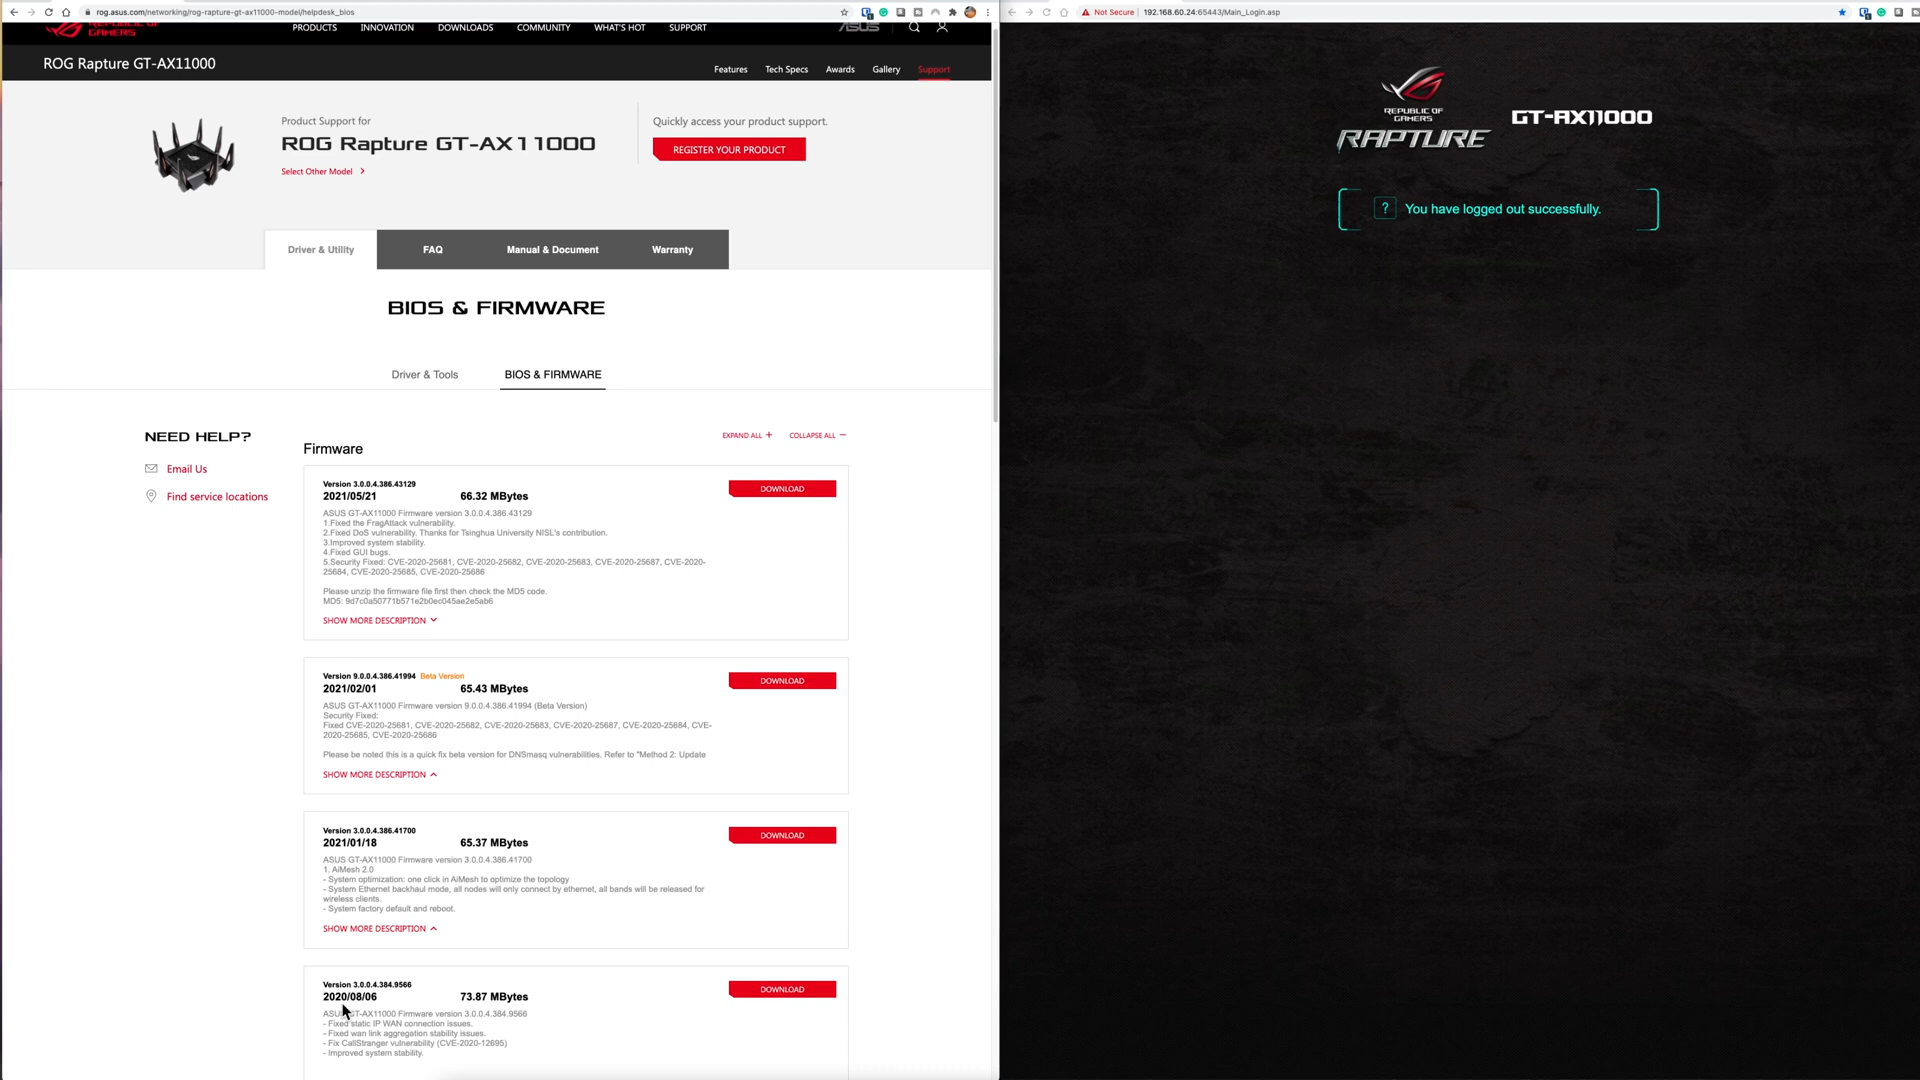 rog.asus.com/networking/rog-rapture-gt-ax11000-model/helpdesk_bios
REPUBLIC OF
GAMERS
PRODUCTS
INNOVATION
DOWNLOADS
COMMUNITY
WHAT'S HOT
SUPPORT
ASUS
ROG Rapture GT-AX11000
Features
Tech Specs
Awards
Gallery
Support
Product Support for
ROG Rapture GT-AX11000
Select Other Model
Quickly access your product support.
REGISTER YOUR PRODUCT
Driver & Utility
FAQ
Manual & Document
Warranty
BIOS & FIRMWARE
Driver & Tools
BIOS & FIRMWARE
NEED HELP?
Email Us
Find service locations
EXPAND ALL +
COLLAPSE ALL −
Firmware
Version 3.0.0.4.386.43129
2021/05/21 66.32 MBytes
DOWNLOAD
ASUS GT-AX11000 Firmware version 3.0.0.4.386.43129
1.Fixed the FragAttack vulnerability.
2.Fixed DoS vulnerability. Thanks for Tsinghua University NISL's contribution.
3.Improved system stability.
4.Fixed GUI bugs.
5.Security Fixed: CVE-2020-25681, CVE-2020-25682, CVE-2020-25683, CVE-2020-25687, CVE-2020-
25684, CVE-2020-25685, CVE-2020-25686
Please unzip the firmware file first then check the MD5 code.
MD5: 9d7c0a50771b571e2b0ec045ae2e5ab6
SHOW MORE DESCRIPTION
Version 9.0.0.4.386.41994 Beta Version
2021/02/01 65.43 MBytes
DOWNLOAD
ASUS GT-AX11000 Firmware version 9.0.0.4.386.41994 (Beta Version)
Security Fixed:
Fixed CVE-2020-25681, CVE-2020-25682, CVE-2020-25683, CVE-2020-25687, CVE-2020-25684, CVE-
2020-25685, CVE-2020-25686
Please be noted this is a quick fix beta version for DNSmasq vulnerabilities. Refer to "Method 2: Update
SHOW MORE DESCRIPTION
Version 3.0.0.4.386.41700
2021/01/18 65.37 MBytes
DOWNLOAD
ASUS GT-AX11000 Firmware version 3.0.0.4.386.41700
1. AiMesh 2.0
- System optimization: one click in AiMesh to optimize the topology
- System Ethernet backhaul mode, all nodes will only connect by ethernet, all bands will be released for
wireless clients.
- System factory default and reboot.
SHOW MORE DESCRIPTION
Version 3.0.0.4.384.9566
2020/08/06 73.87 MBytes
DOWNLOAD
ASUS GT-AX11000 Firmware version 3.0.0.4.384.9566
- Fixed static IP WAN connection issues.
- Fixed wan link aggregation stability issues.
- Fix CallStranger vulnerability (CVE-2020-12695)
- Improved system stability.
Not Secure 192.168.60.24:65443/Main_Login.asp
REPUBLIC OF
GAMERS
RAPTURE
GT-AX11000
? You have logged out successfully.